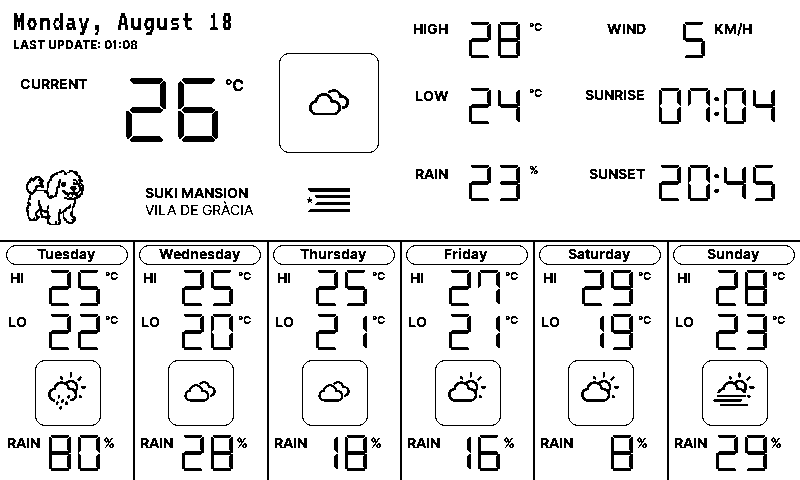 Monday, August 18
LAST UPDATE: 01:08
CURRENT 26 °C
SUKI MANSION
VILA DE GRÀCIA
HIGH 28 °C
LOW 24 °C
RAIN 23 %
WIND 5 KM/H
SUNRISE 07:04
SUNSET 20:45
Tuesday
HI 25 °C
LO 22 °C
RAIN 80 %
Wednesday
HI 25 °C
LO 20 °C
RAIN 28 %
Thursday
HI 25 °C
LO 21 °C
RAIN 18 %
Friday
HI 27 °C
LO 21 °C
RAIN 16 %
Saturday
HI 29 °C
LO 19 °C
RAIN 8 %
Sunday
HI 28 °C
LO 23 °C
RAIN 29 %